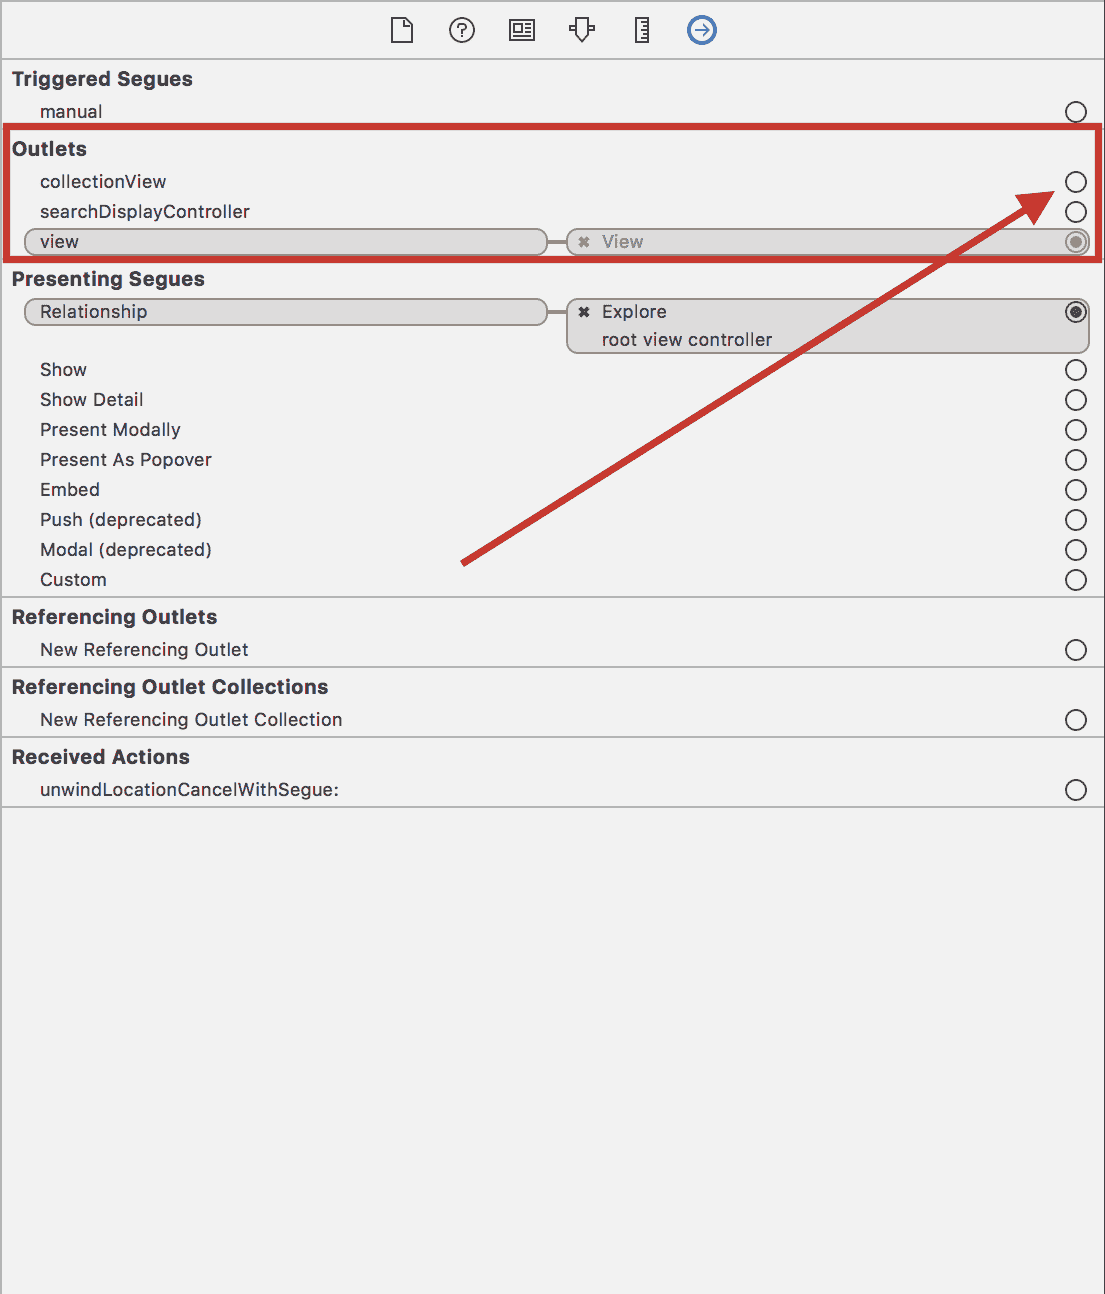 Triggered Segues
manual
Outlets
collectionView
searchDisplayController
view View
Presenting Segues
Relationship Explore
root view controller
Show
Show Detail
Present Modally
Present As Popover
Embed
Push (deprecated)
Modal (deprecated)
Custom
Referencing Outlets
New Referencing Outlet
Referencing Outlet Collections
New Referencing Outlet Collection
Received Actions
unwindLocationCancelWithSegue: